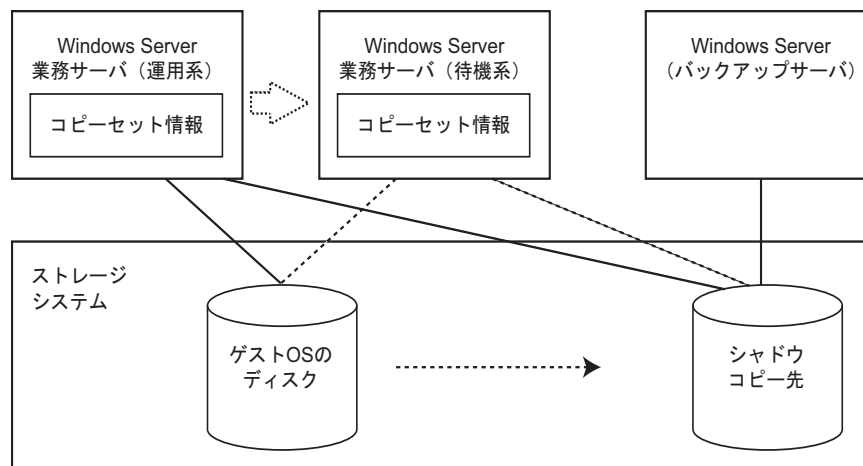 Windows Server
業務サーバ（運用系）
コピーセット情報
Windows Server
業務サーバ（待機系）
コピーセット情報
Windows Server
（バックアップサーバ）
ストレージ
システム
ゲストOSの
ディスク
シャドウ
コピー先